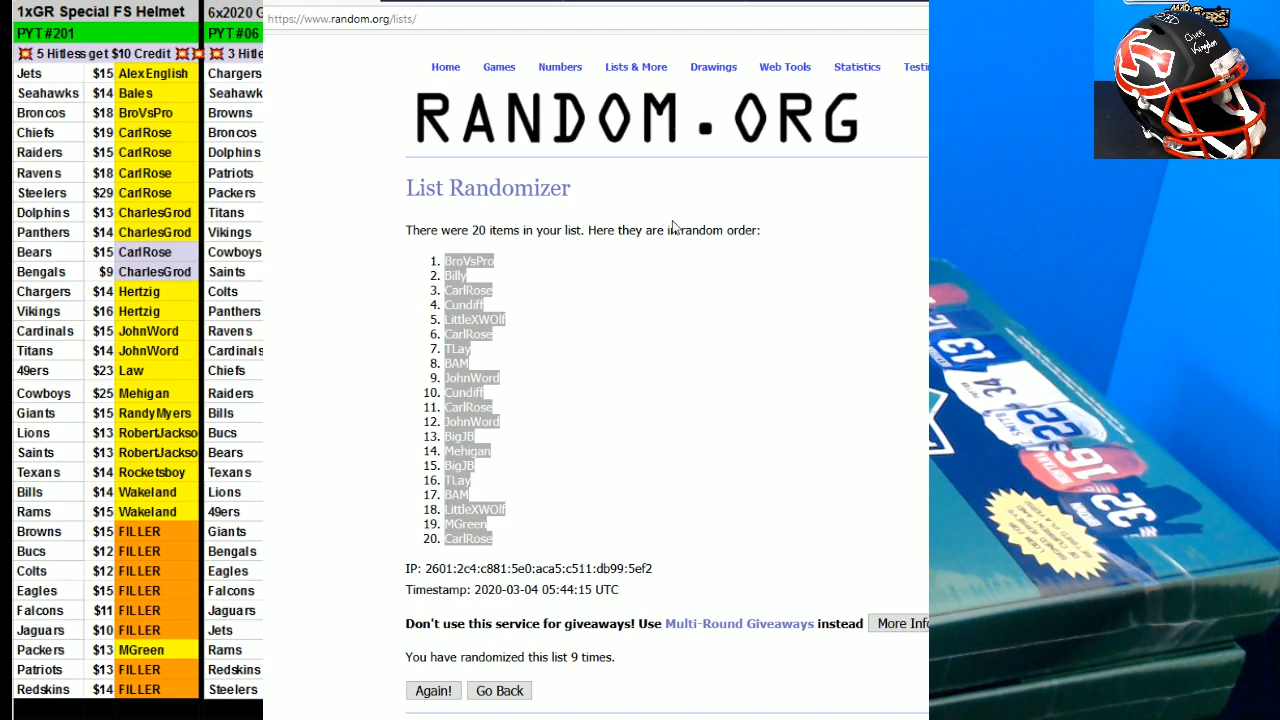 1xGR Special FS Helmet
PYT #201
💥 5 Hitless get $10 Credit 💥💥
Jets $15 AlexEnglish
Seahawks $14 Bales
Broncos $18 BroVsPro
Chiefs $19 CarlRose
Raiders $15 CarlRose
Ravens $18 CarlRose
Steelers $29 CarlRose
Dolphins $13 CharlesGrod
Panthers $14 CharlesGrod
Bears $15 CarlRose
Bengals $9 CharlesGrod
Chargers $14 Hertzig
Vikings $16 Hertzig
Cardinals $15 JohnWord
Titans $14 JohnWord
49ers $23 Law
Cowboys $25 Mehigan
Giants $15 RandyMyers
Lions $13 RobertJackso
Saints $13 RobertJackso
Texans $14 Rocketsboy
Bills $14 Wakeland
Rams $15 Wakeland
Browns $15 FILLER
Bucs $12 FILLER
Colts $12 FILLER
Eagles $15 FILLER
Falcons $11 FILLER
Jaguars $10 FILLER
Packers $13 MGreen
Patriots $13 FILLER
Redskins $14 FILLER
6x2020 G
PYT #06
💥 3 Hitle
Chargers
Seahawk
Browns
Broncos
Dolphins
Patriots
Packers
Titans
Vikings
Cowboys
Saints
Colts
Panthers
Ravens
Cardinals
Chiefs
Raiders
Bills
Bucs
Bears
Texans
Lions
49ers
Giants
Bengals
Eagles
Falcons
Jaguars
Jets
Rams
Redskins
Steelers
https://www.random.org/lists/
Home Games Numbers Lists & More Drawings Web Tools Statistics Testi
RANDOM.ORG
List Randomizer
There were 20 items in your list. Here they are in random order:
1. BroVsPro
2. Billy
3. CarlRose
4. Cundiff
5. LittleXWOlf
6. CarlRose
7. TLay
8. BAM
9. JohnWord
10. Cundiff
11. CarlRose
12. JohnWord
13. BigJB
14. Mehigan
15. BigJB
16. TLay
17. BAM
18. LittleXWOlf
19. MGreen
20. CarlRose
IP: 2601:2c4:c881:5e0:aca5:c511:db99:5ef2
Timestamp: 2020-03-04 05:44:15 UTC
Don't use this service for giveaways! Use Multi-Round Giveaways instead More Info
You have randomized this list 9 times.
Again! Go Back
Chiefs
Kingdom
13
34
22
16
32